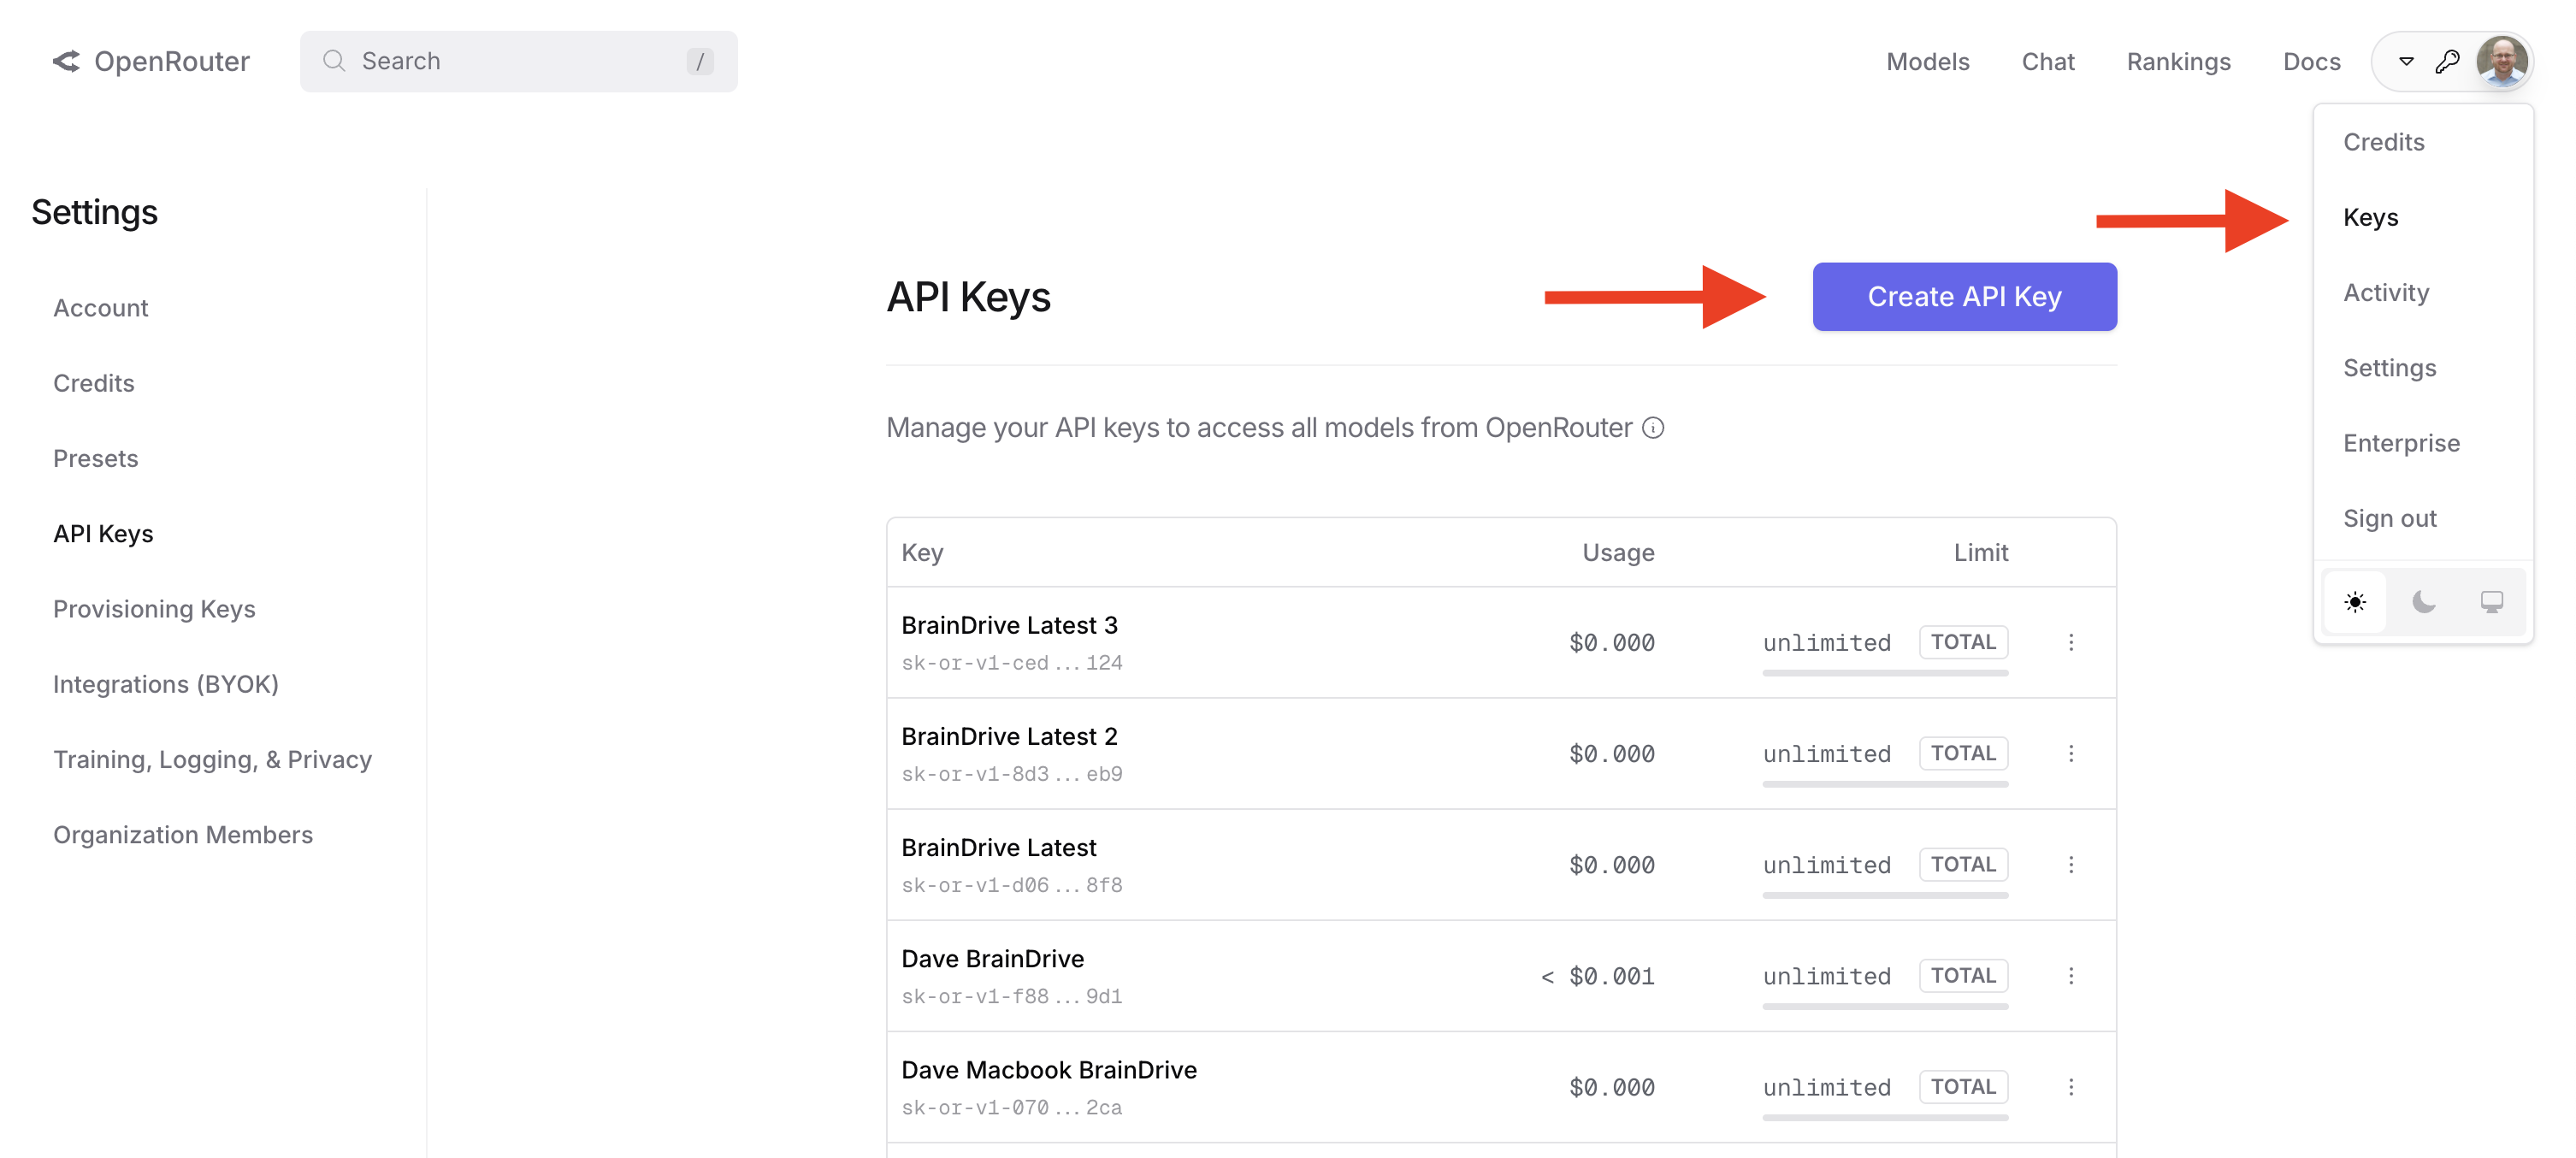 OpenRouter
Search
/
Models
Chat
Rankings
Docs
Credits
Keys
Activity
Settings
Enterprise
Sign out
Settings
Account
Credits
Presets
API Keys
Provisioning Keys
Integrations (BYOK)
Training, Logging, & Privacy
Organization Members
API Keys
Create API Key
Manage your API keys to access all models from OpenRouter
Key Usage Limit
BrainDrive Latest 3
sk-or-v1-ced...124
$0.000 unlimited TOTAL
BrainDrive Latest 2
sk-or-v1-8d3...eb9
$0.000 unlimited TOTAL
BrainDrive Latest
sk-or-v1-d06...8f8
$0.000 unlimited TOTAL
Dave BrainDrive
sk-or-v1-f88...9d1
< $0.001 unlimited TOTAL
Dave Macbook BrainDrive
sk-or-v1-070...2ca
$0.000 unlimited TOTAL